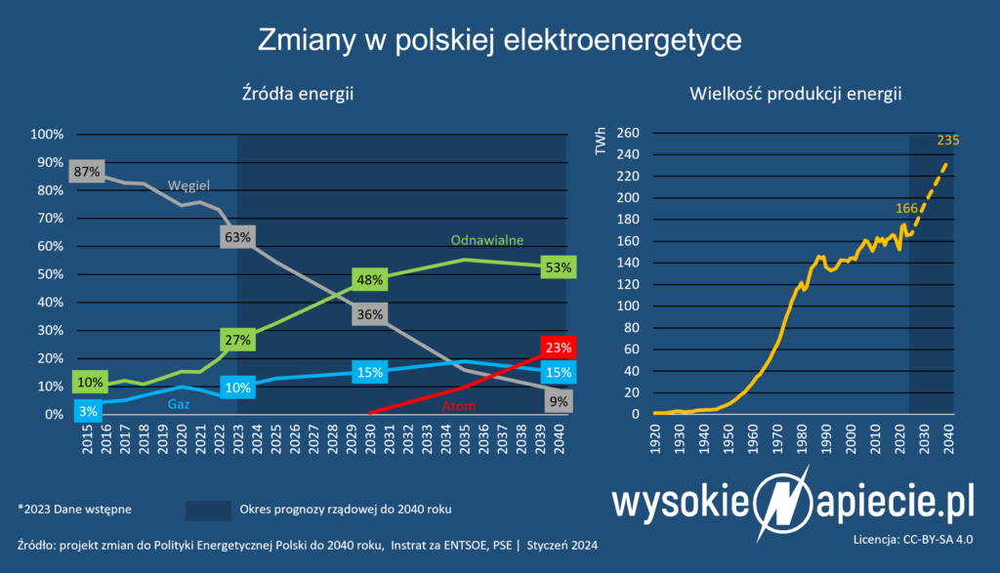 Zmiany w polskiej elektroenergetyce
Źródła energii
100%
90%
80%
70%
60%
50%
40%
30%
20%
10%
0%
87%
Węgiel
63%
Odnawialne
48%
53%
36%
27%
23%
10%
10%
15%
15%
3%
Gaz
Atom
9%
2015 2016 2017 2018 2019 2020 2021 2022 2023 2024 2025 2026 2027 2028 2029 2030 2031 2032 2033 2034 2035 2036 2037 2038 2039 2040
Wielkość produkcji energii
TWh
260
240
220
200
180
160
140
120
100
80
60
40
20
0
235
166
1920 1930 1940 1950 1960 1970 1980 1990 2000 2010 2020 2030 2040
*2023 Dane wstępne
Okres prognozy rządowej do 2040 roku
Źródło: projekt zmian do Polityki Energetycznej Polski do 2040 roku, Instrat za ENTSOE, PSE | Styczeń 2024
wysokieNapiecie.pl
Licencja: CC-BY-SA 4.0